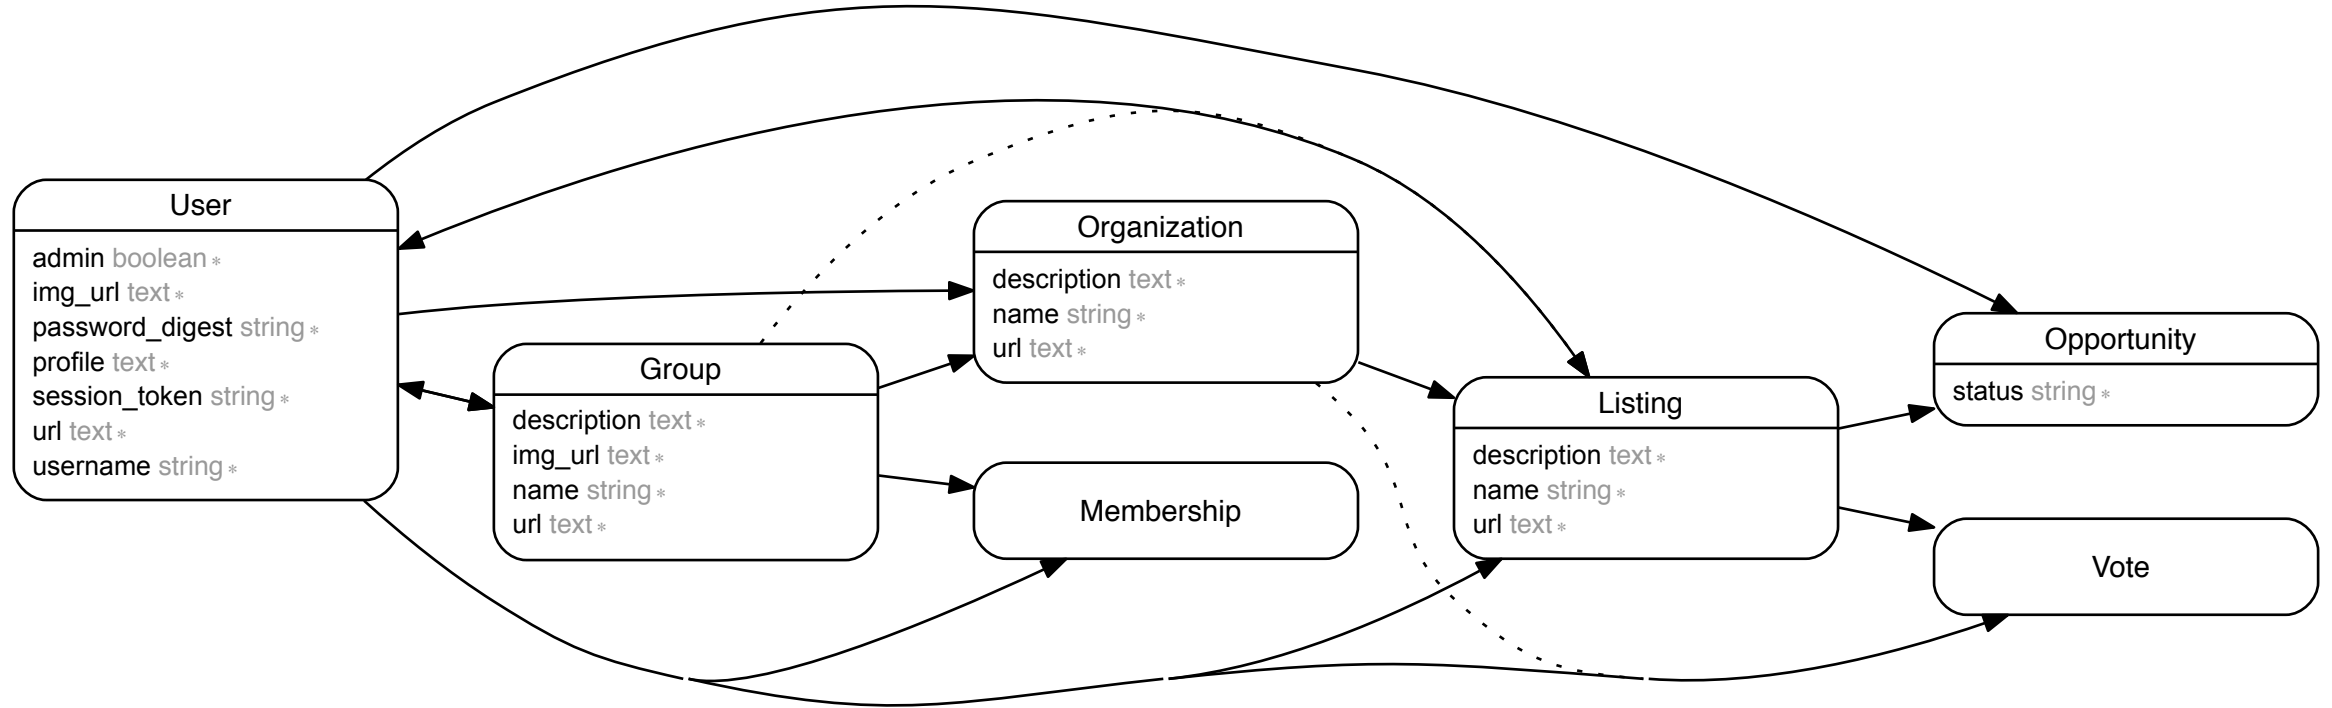 User
admin boolean *
img_url text *
password_digest string *
profile text *
session_token string *
url text *
username string *
Group
description text *
img_url text *
name string *
url text *
Organization
description text *
name string *
url text *
Membership
Listing
description text *
name string *
url text *
Opportunity
status string *
Vote